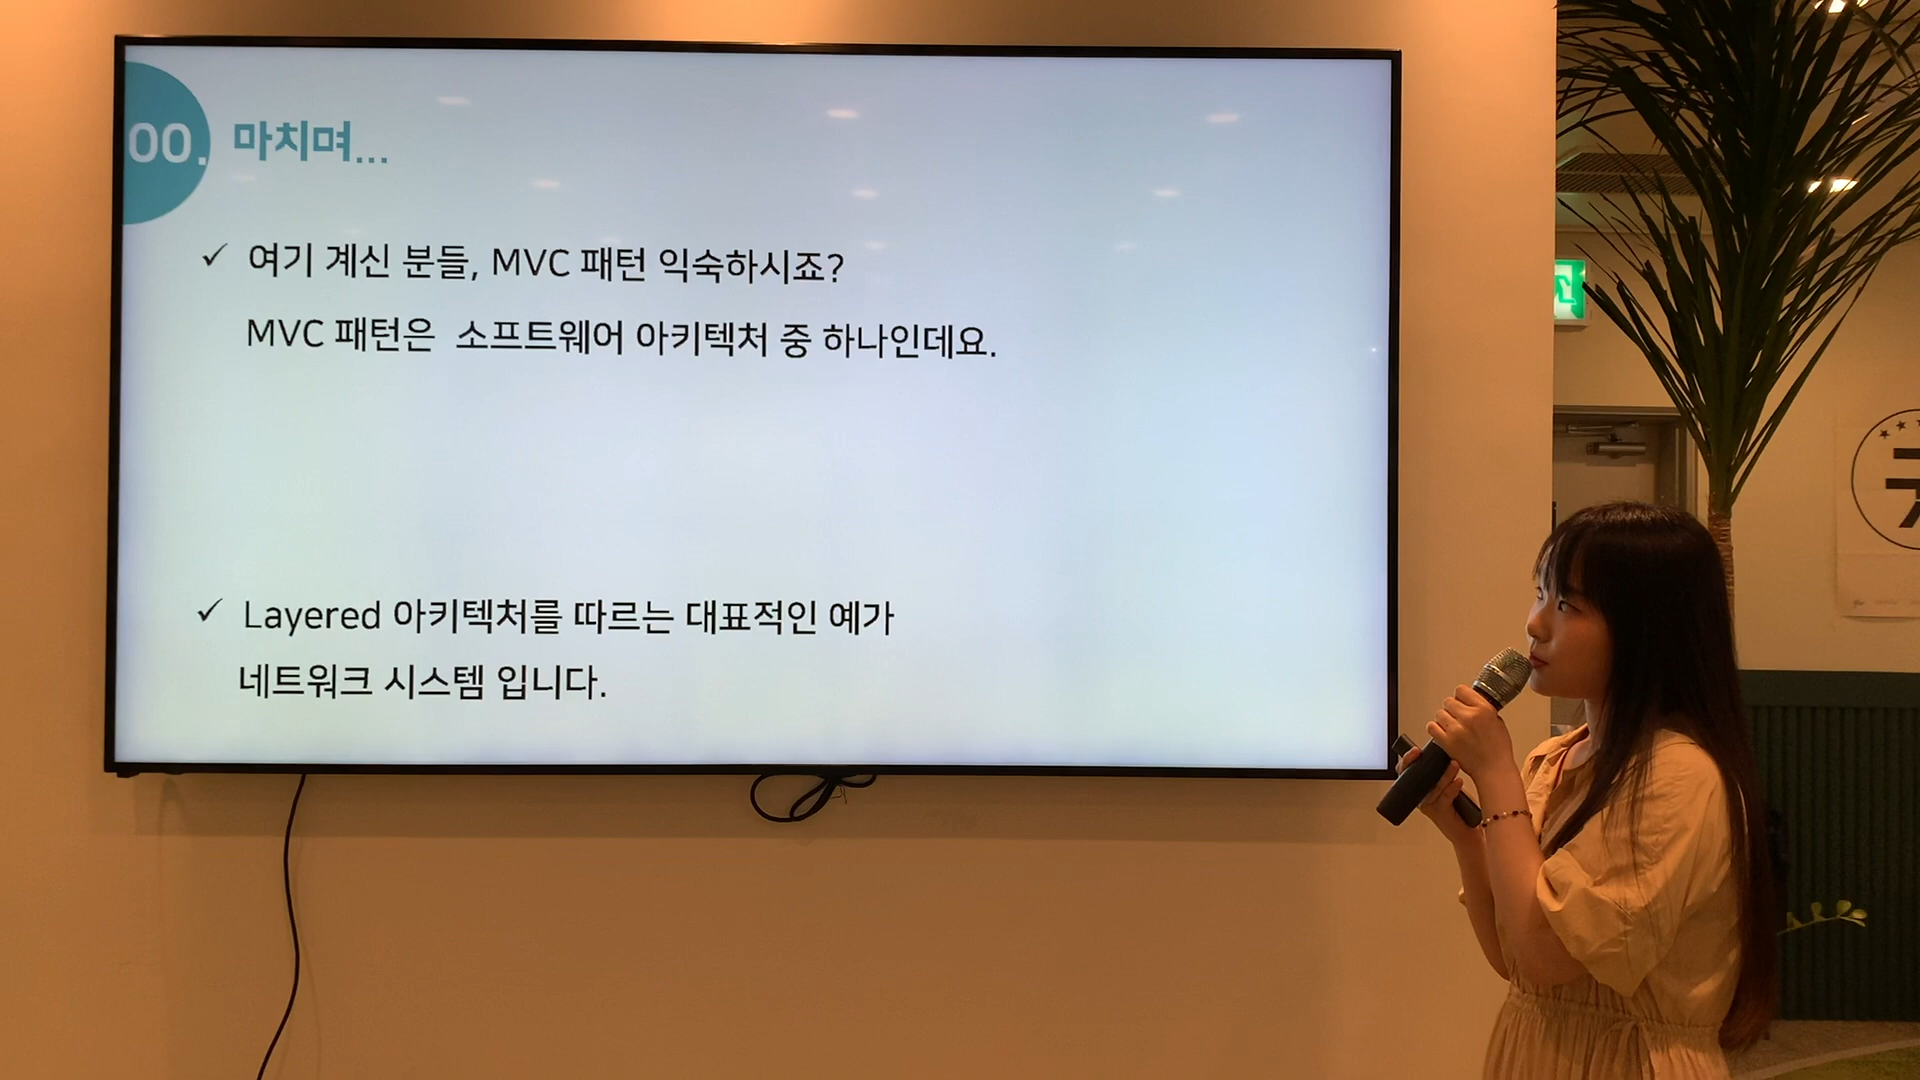 00. 마치며...
✓ 여기 계신 분들, MVC 패턴 익숙하시죠?
MVC 패턴은 소프트웨어 아키텍처 중 하나인데요.
✓ Layered 아키텍처를 따르는 대표적인 예가
네트워크 시스템 입니다.